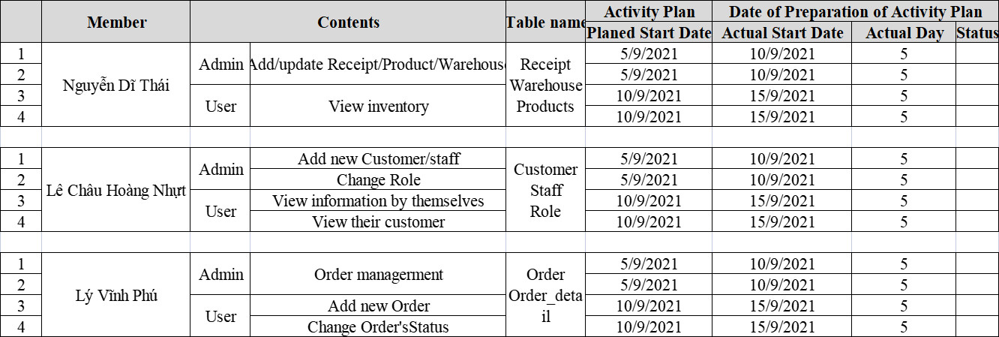 Member Contents Table name Activity Plan Date of Preparation of Activity Plan
Planed Start Date Actual Start Date Actual Day Status
1 Nguyễn Dĩ Thái Admin Add/update Receipt/Product/Warehouse Receipt Warehouse Products 5/9/2021 10/9/2021 5
2 5/9/2021 10/9/2021 5
3 User View inventory 10/9/2021 15/9/2021 5
4 10/9/2021 15/9/2021 5
1 Lê Châu Hoàng Nhựt Admin Add new Customer/staff Customer Staff Role 5/9/2021 10/9/2021 5
2 Change Role 5/9/2021 10/9/2021 5
3 User View information by themselves 10/9/2021 15/9/2021 5
4 View their customer 10/9/2021 15/9/2021 5
1 Lý Vĩnh Phú Admin Order managerment Order Order_deta il 5/9/2021 10/9/2021 5
2 5/9/2021 10/9/2021 5
3 User Add new Order 10/9/2021 15/9/2021 5
4 Change Order'sStatus 10/9/2021 15/9/2021 5